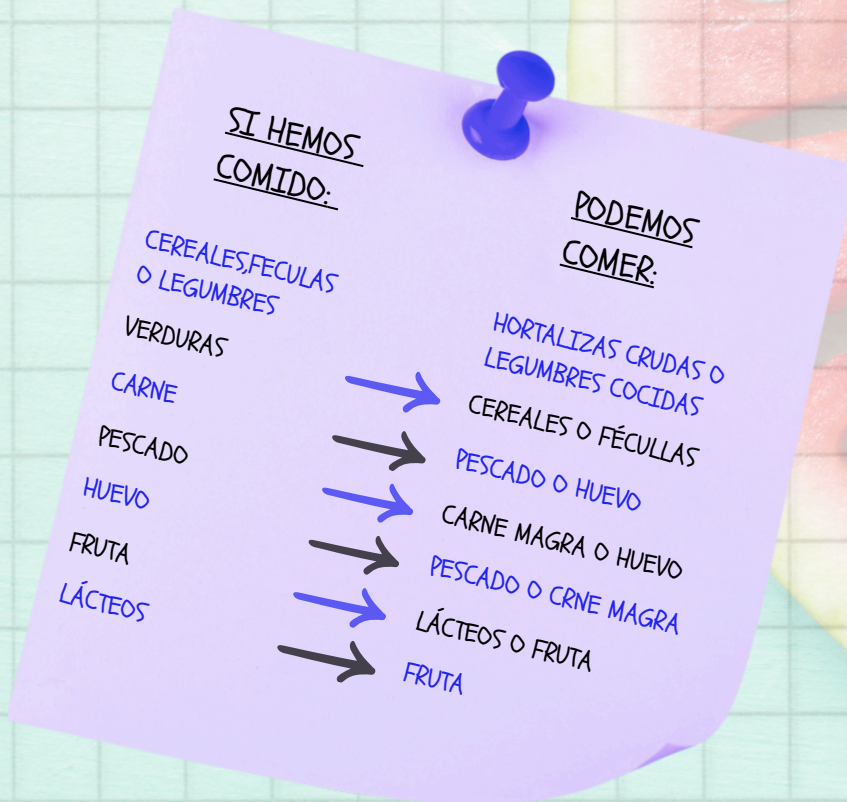 SI HEMOS
COMIDO:
CEREALES,FECULAS
O LEGUMBRES
VERDURAS
CARNE
PESCADO
HUEVO
FRUTA
LÁCTEOS
PODEMOS
COMER:
HORTALIZAS CRUDAS O
LEGUMBRES COCIDAS
CEREALES O FÉCULLAS
PESCADO O HUEVO
CARNE MAGRA O HUEVO
PESCADO O CRNE MAGRA
LÁCTEOS O FRUTA
FRUTA